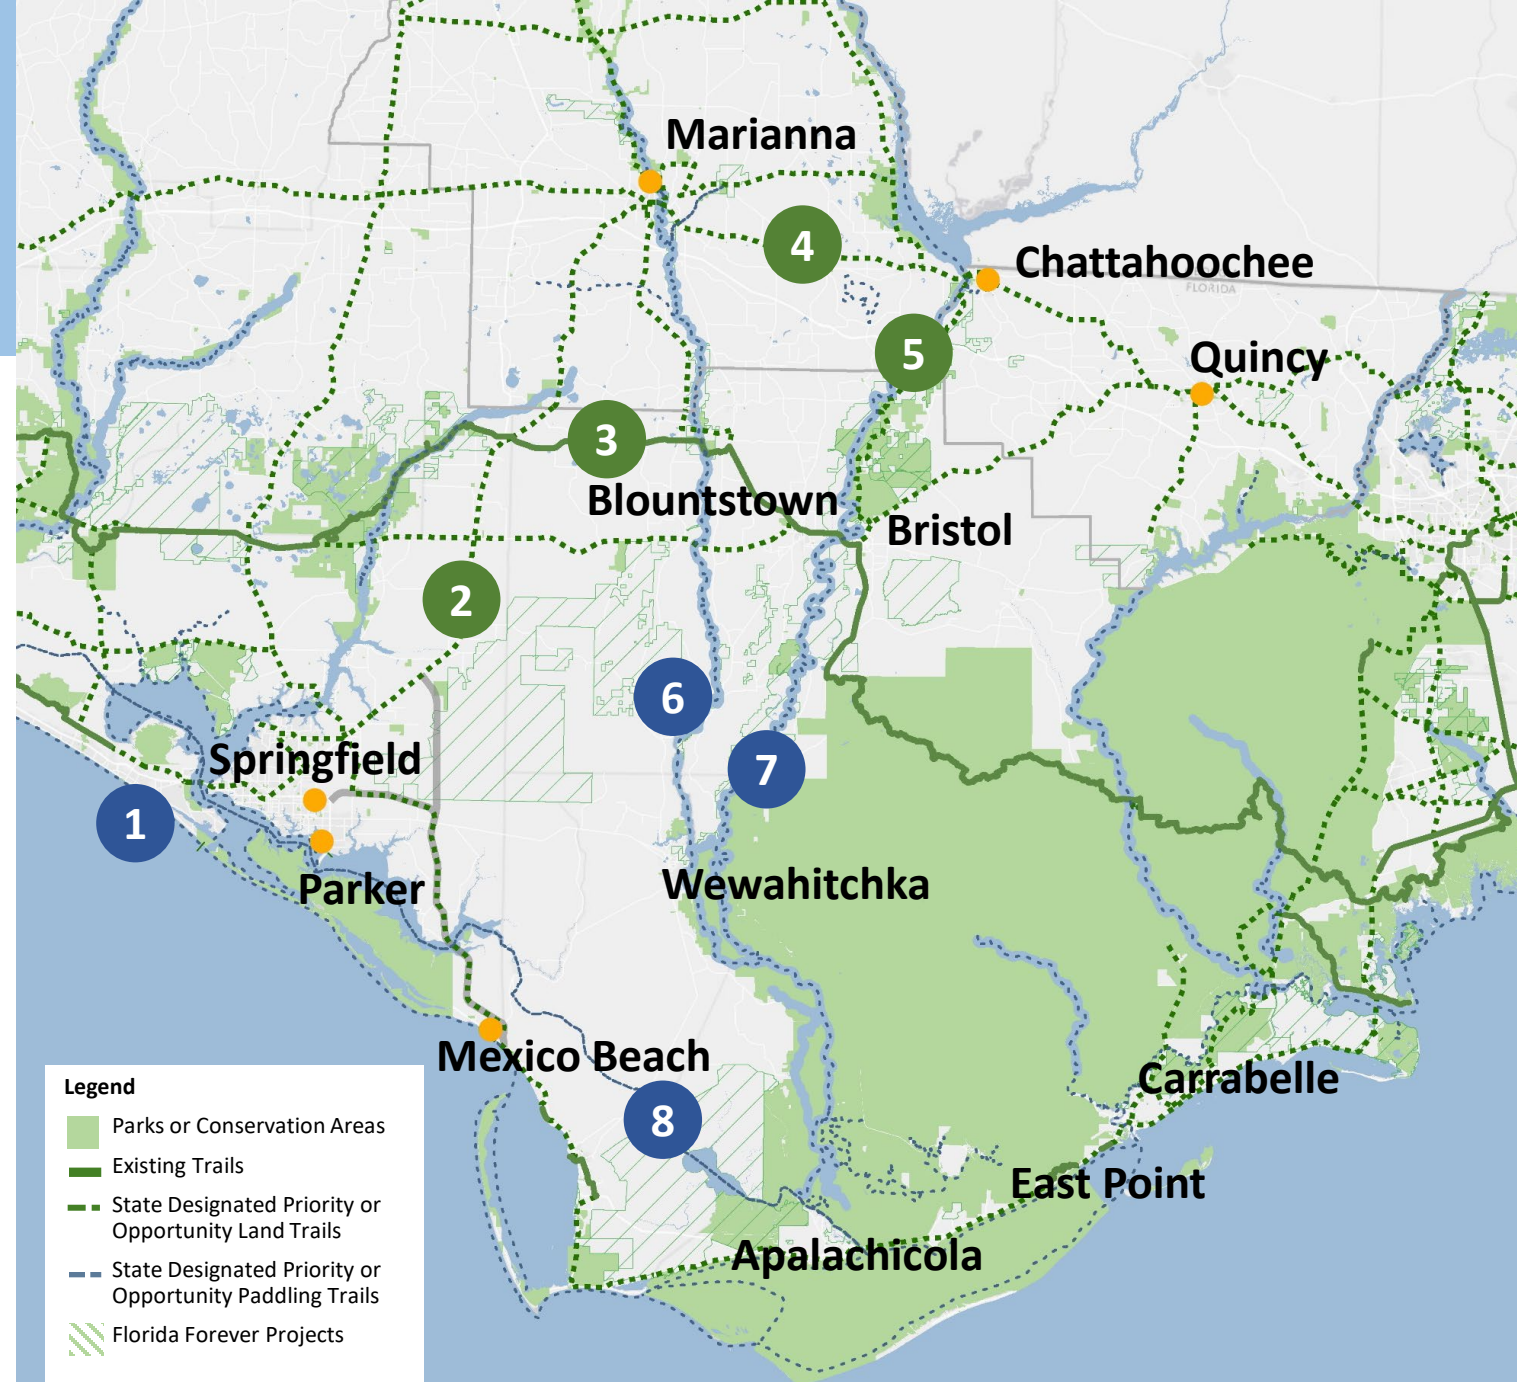 Marianna
4
Chattahoochee
FLORIDA
5
Quincy
3
Blountstown
Bristol
2
6
7
Springfield
1
Parker
Wewahitchka
Mexico Beach
8
Carrabelle
East Point
Apalachicola
Legend
Parks or Conservation Areas
Existing Trails
State Designated Priority or
Opportunity Land Trails
State Designated Priority or
Opportunity Paddling Trails
Florida Forever Projects